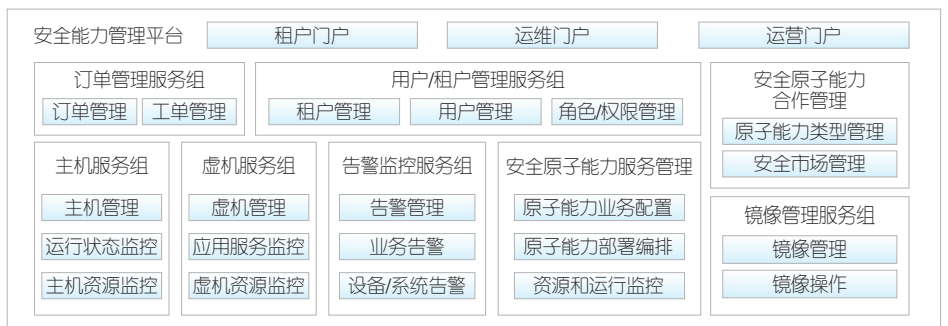 安全能力管理平台 租户门户 运维门户 运营门户
订单管理服务组
订单管理 工单管理
用户/租户管理服务组
租户管理 用户管理 角色/权限管理
安全原子能力
合作管理
原子能力类型管理
安全市场管理
主机服务组
主机管理
运行状态监控
主机资源监控
虚机服务组
虚机管理
应用服务监控
虚机资源监控
告警监控服务组
告警管理
业务告警
设备/系统告警
安全原子能力服务管理
原子能力业务配置
原子能力部署编排
资源和运行监控
镜像管理服务组
镜像管理
镜像操作